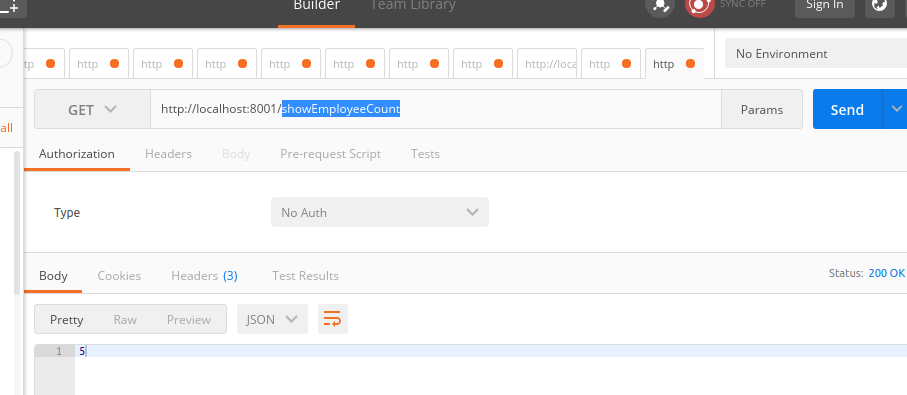 Builder Team Library SYNC OFF Sign In
tp http http http http http http http http://loca http http No Environment
GET http://localhost:8001/showEmployeeCount Params Send
all
Authorization Headers Body Pre-request Script Tests
Type No Auth
Body Cookies Headers (3) Test Results Status: 200 OK
Pretty Raw Preview JSON
1 5